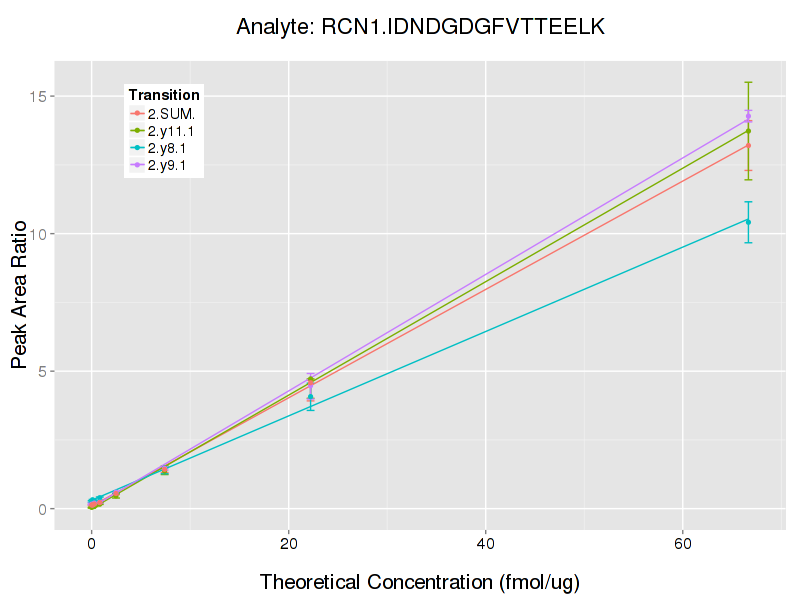 Analyte: RCN1.IDNDGDGFVTTEELK
Transition
2.SUM.
2.y11.1
2.y8.1
2.y9.1
Peak Area Ratio
15
10
5
0
0 20 40 60
Theoretical Concentration (fmol/ug)